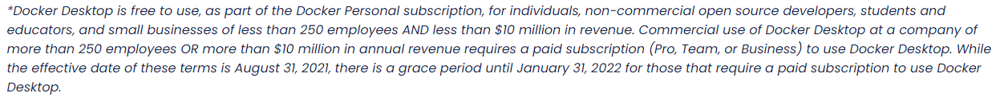 *Docker Desktop is free to use, as part of the Docker Personal subscription, for individuals, non-commercial open source developers, students and
educators, and small businesses of less than 250 employees AND less than $10 million in revenue. Commercial use of Docker Desktop at a company of
more than 250 employees OR more than $10 million in annual revenue requires a paid subscription (Pro, Team, or Business) to use Docker Desktop. While
the effective date of these terms is August 31, 2021, there is a grace period until January 31, 2022 for those that require a paid subscription to use Docker
Desktop.